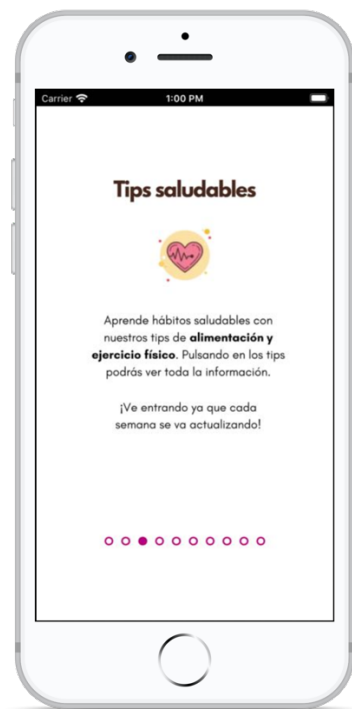 Carrier 1:00 PM
Tips saludables
Aprende hábitos saludables con
nuestros tips de alimentación y
ejercicio físico. Pulsando en los tips
podrás ver toda la información.
¡Ve entrando ya que cada
semana se va actualizando!